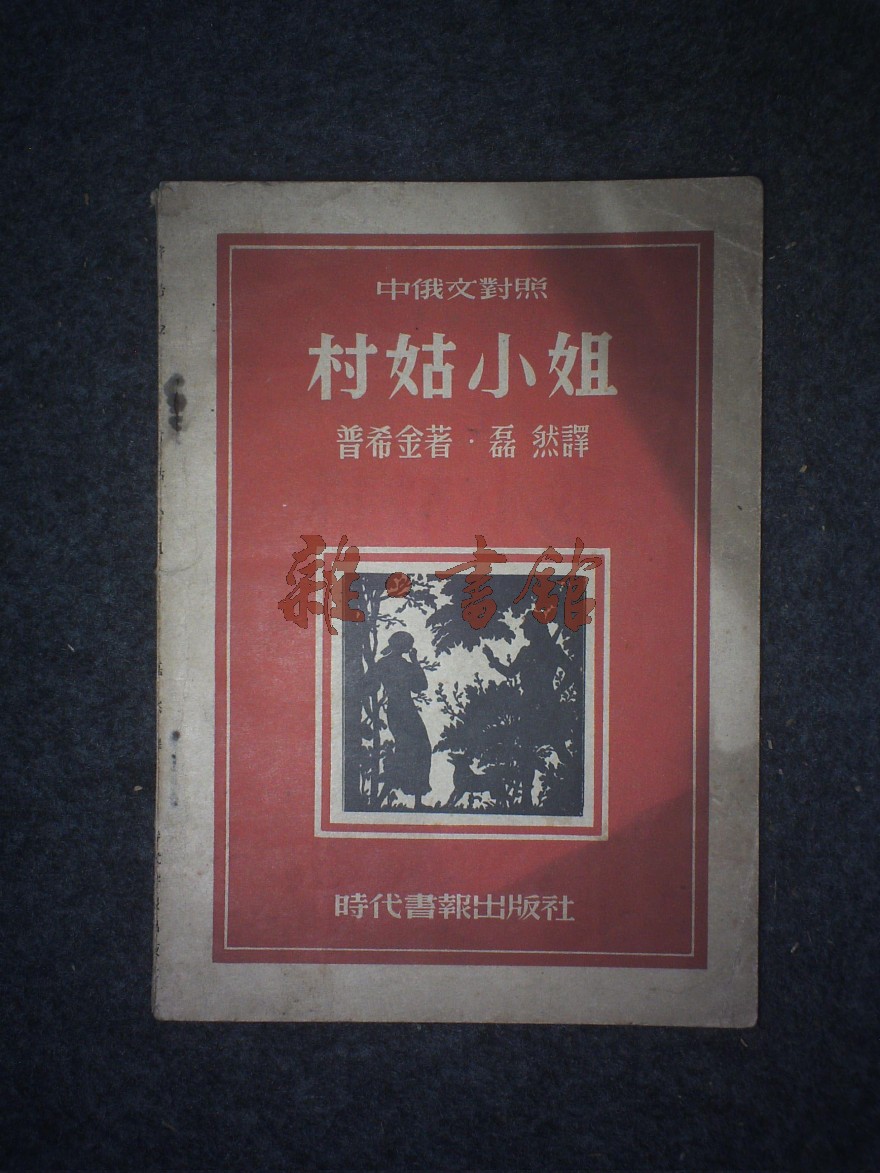 中俄文對照
村姑小姐
普希金著·磊然譯
雜·書館
時代書報出版社